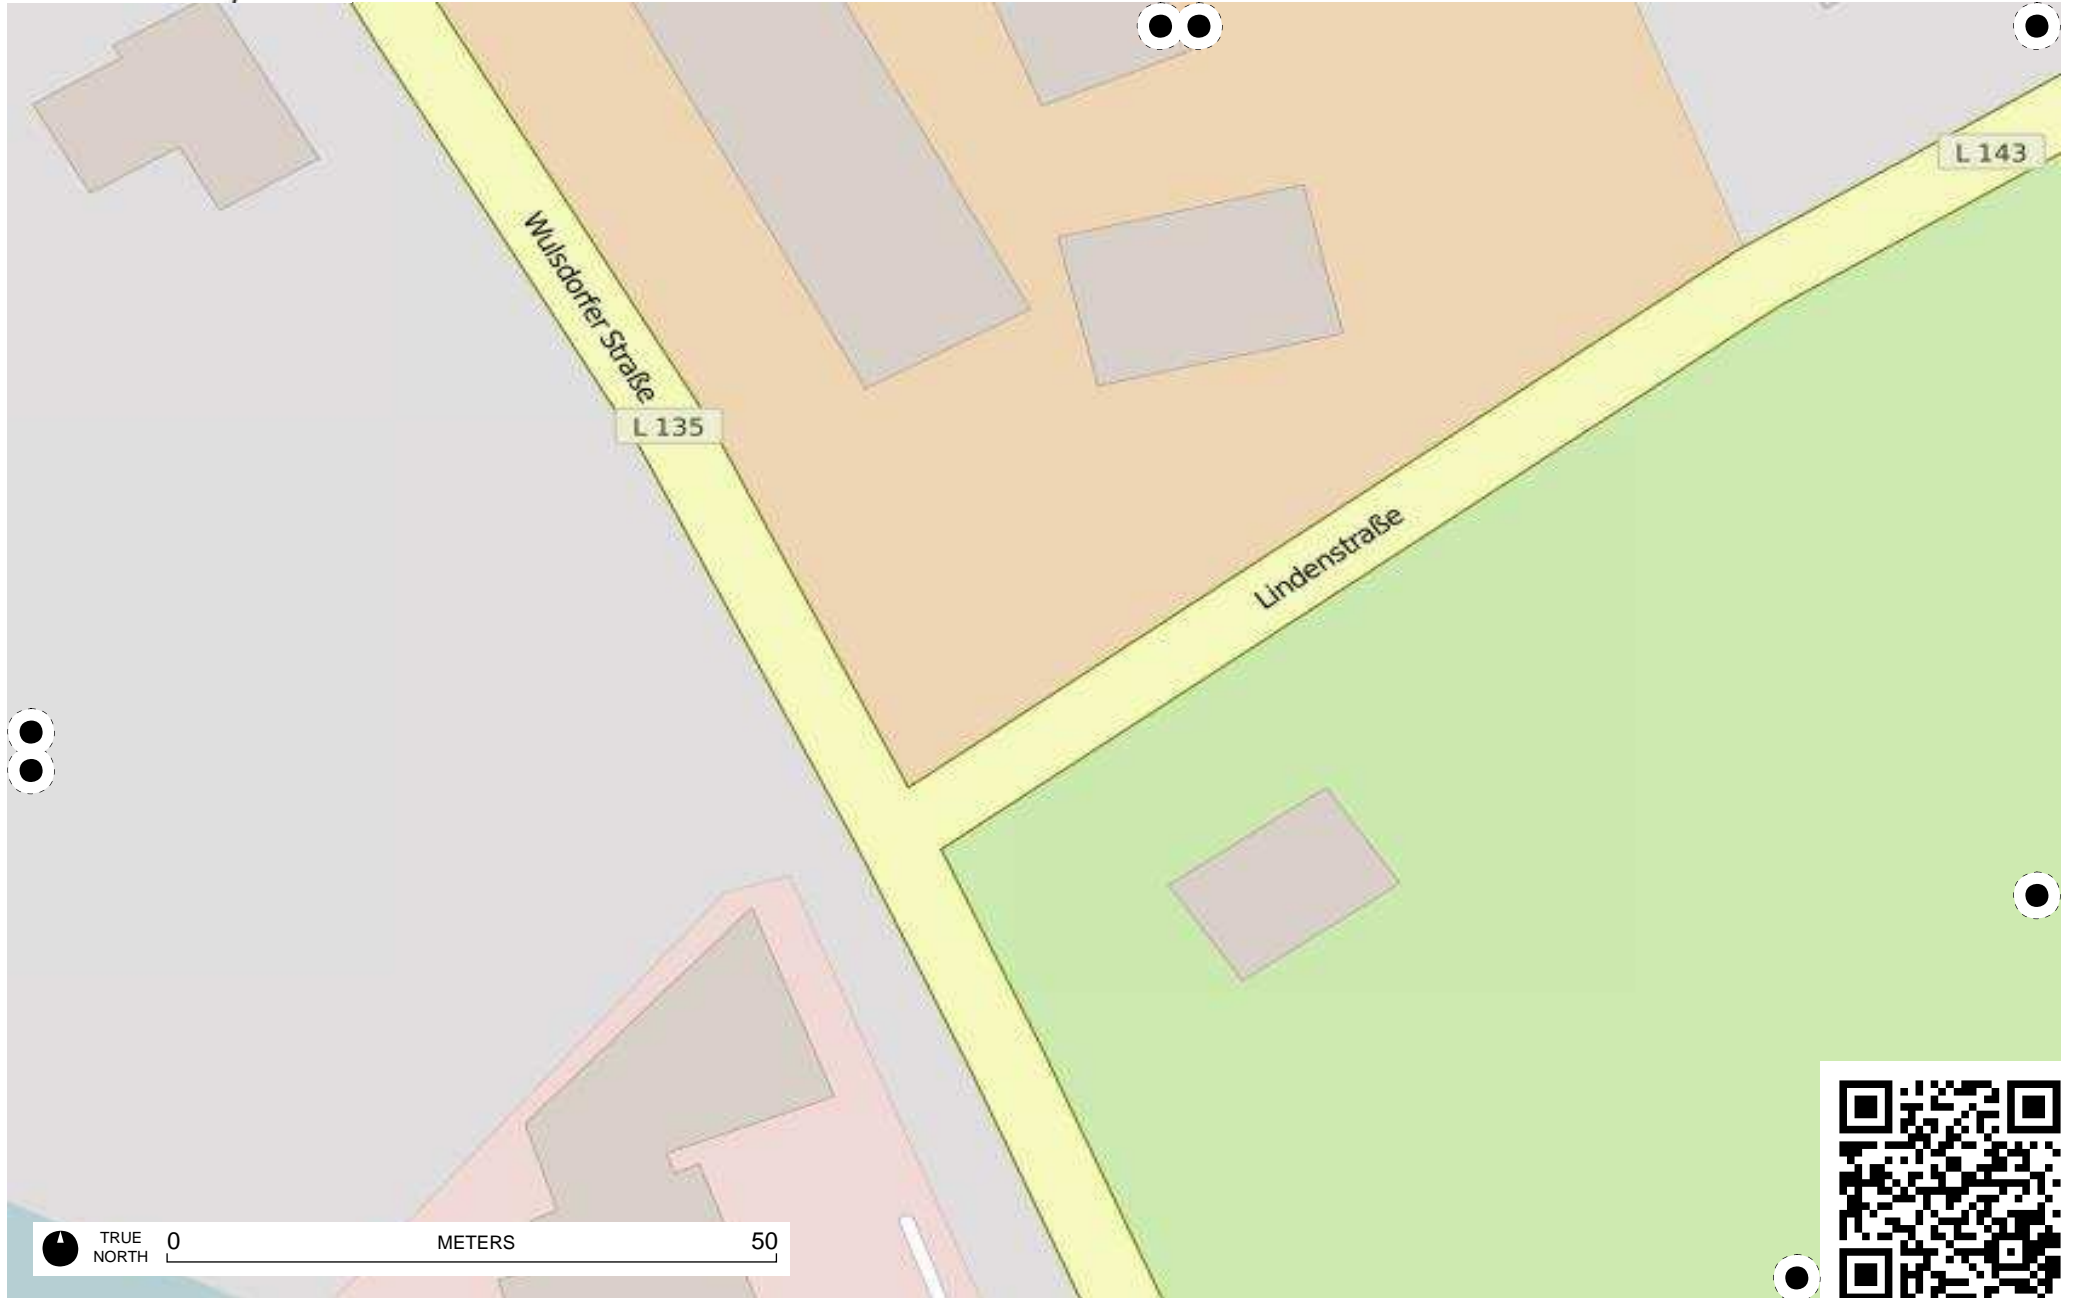 L 143
Wulsdorfer Straße
L 135
Lindenstraße
TRUE NORTH
0 METERS 50